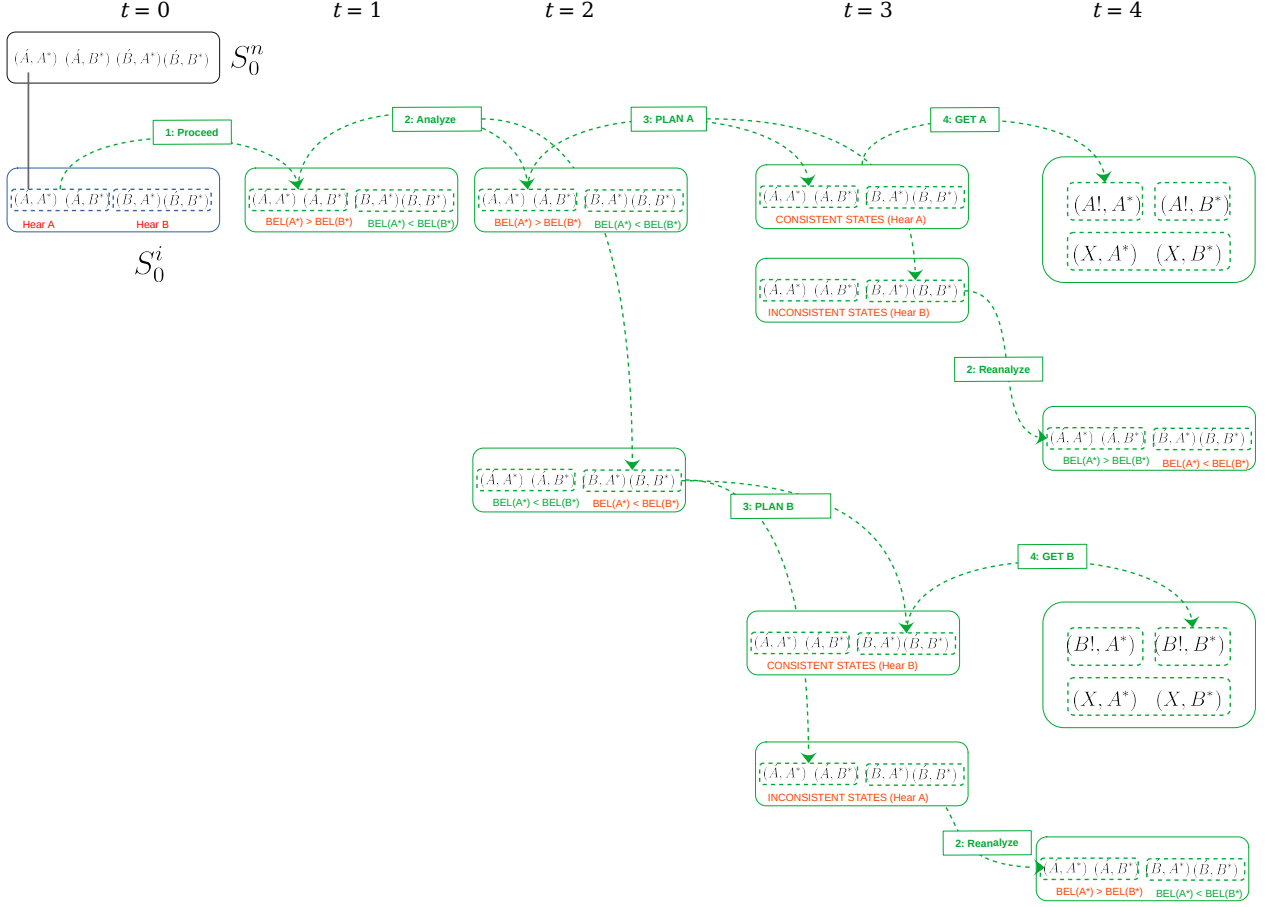 t = 0 t = 1 t = 2 t = 3 t = 4
(Á, A*) (Á, B*) (B́, A*)(B́, B*) S₀ⁿ
1: Proceed 2: Analyze 3: PLAN A 4: GET A
(Á, A*) (Á, B*) (B́, A*)(B́, B*)
Hear A Hear B
S₀ⁱ
(Á, A*) (Á, B*) (B́, A*)(B́, B*)
BEL(A*) > BEL(B*) BEL(A*) < BEL(B*)
(Á, A*) (Á, B*) (B́, A*)(B́, B*)
BEL(A*) > BEL(B*) BEL(A*) < BEL(B*)
(Á, A*) (Á, B*) (B́, A*)(B́, B*)
CONSISTENT STATES (Hear A)
(A!, A*) (A!, B*)
(X, A*) (X, B*)
(Á, A*) (Á, B*) (B́, A*)(B́, B*)
INCONSISTENT STATES (Hear B)
2: Reanalyze
(Á, A*) (Á, B*) (B́, A*)(B́, B*)
BEL(A*) > BEL(B*) BEL(A*) < BEL(B*)
(Á, A*) (Á, B*) (B́, A*)(B́, B*)
BEL(A*) < BEL(B*) BEL(A*) < BEL(B*)
3: PLAN B
4: GET B
(Á, A*) (Á, B*) (B́, A*)(B́, B*)
CONSISTENT STATES (Hear B)
(B!, A*) (B!, B*)
(X, A*) (X, B*)
(Á, A*) (Á, B*) (B́, A*)(B́, B*)
INCONSISTENT STATES (Hear A)
2: Reanalyze
(Á, A*) (Á, B*) (B́, A*)(B́, B*)
BEL(A*) > BEL(B*) BEL(A*) < BEL(B*)